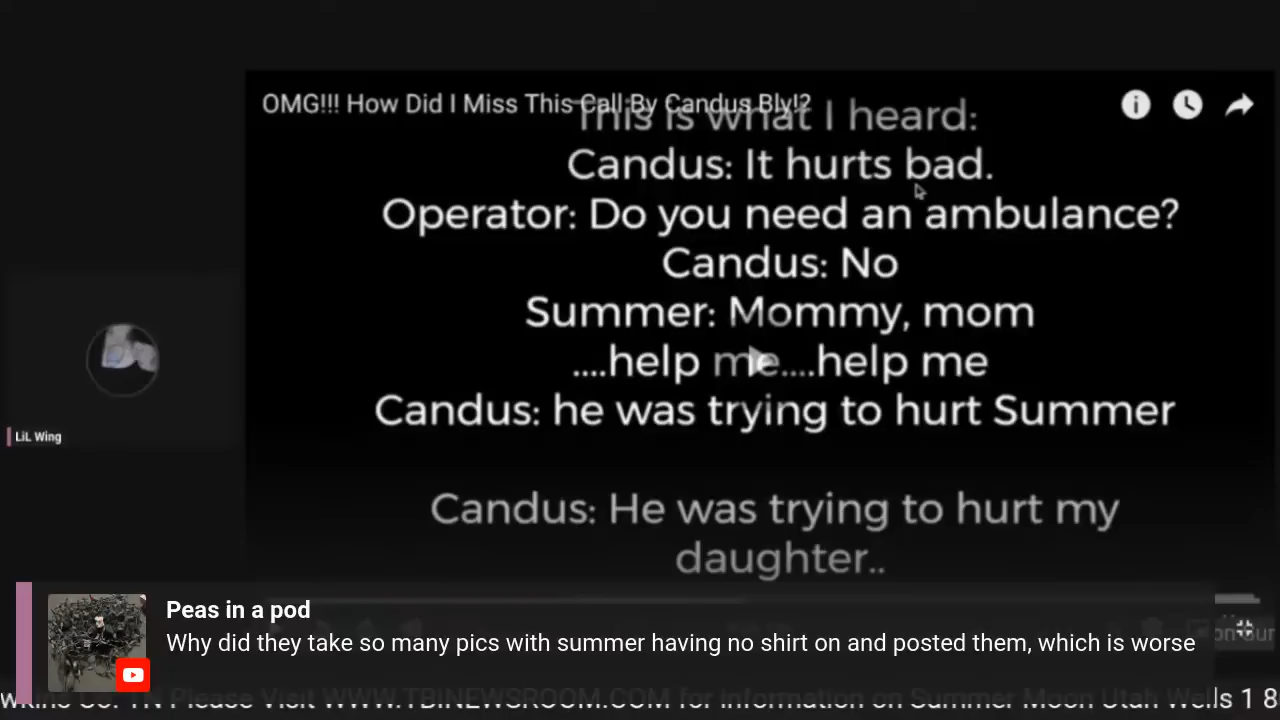 OMG!!! How Did I Miss This Call By Candus Bly!?
This is what I heard:
Candus: It hurts bad.
Operator: Do you need an ambulance?
Candus: No
Summer: Mommy, mom
....help me....help me
Candus: he was trying to hurt Summer
LiL Wing
Candus: He was trying to hurt my
daughter..
Peas in a pod
Why did they take so many pics with summer having no shirt on and posted them, which is worse
Co. TN Please Visit WWW.TBINEWSROOM.COM for information on Summer Moon Utah Wells 1 8